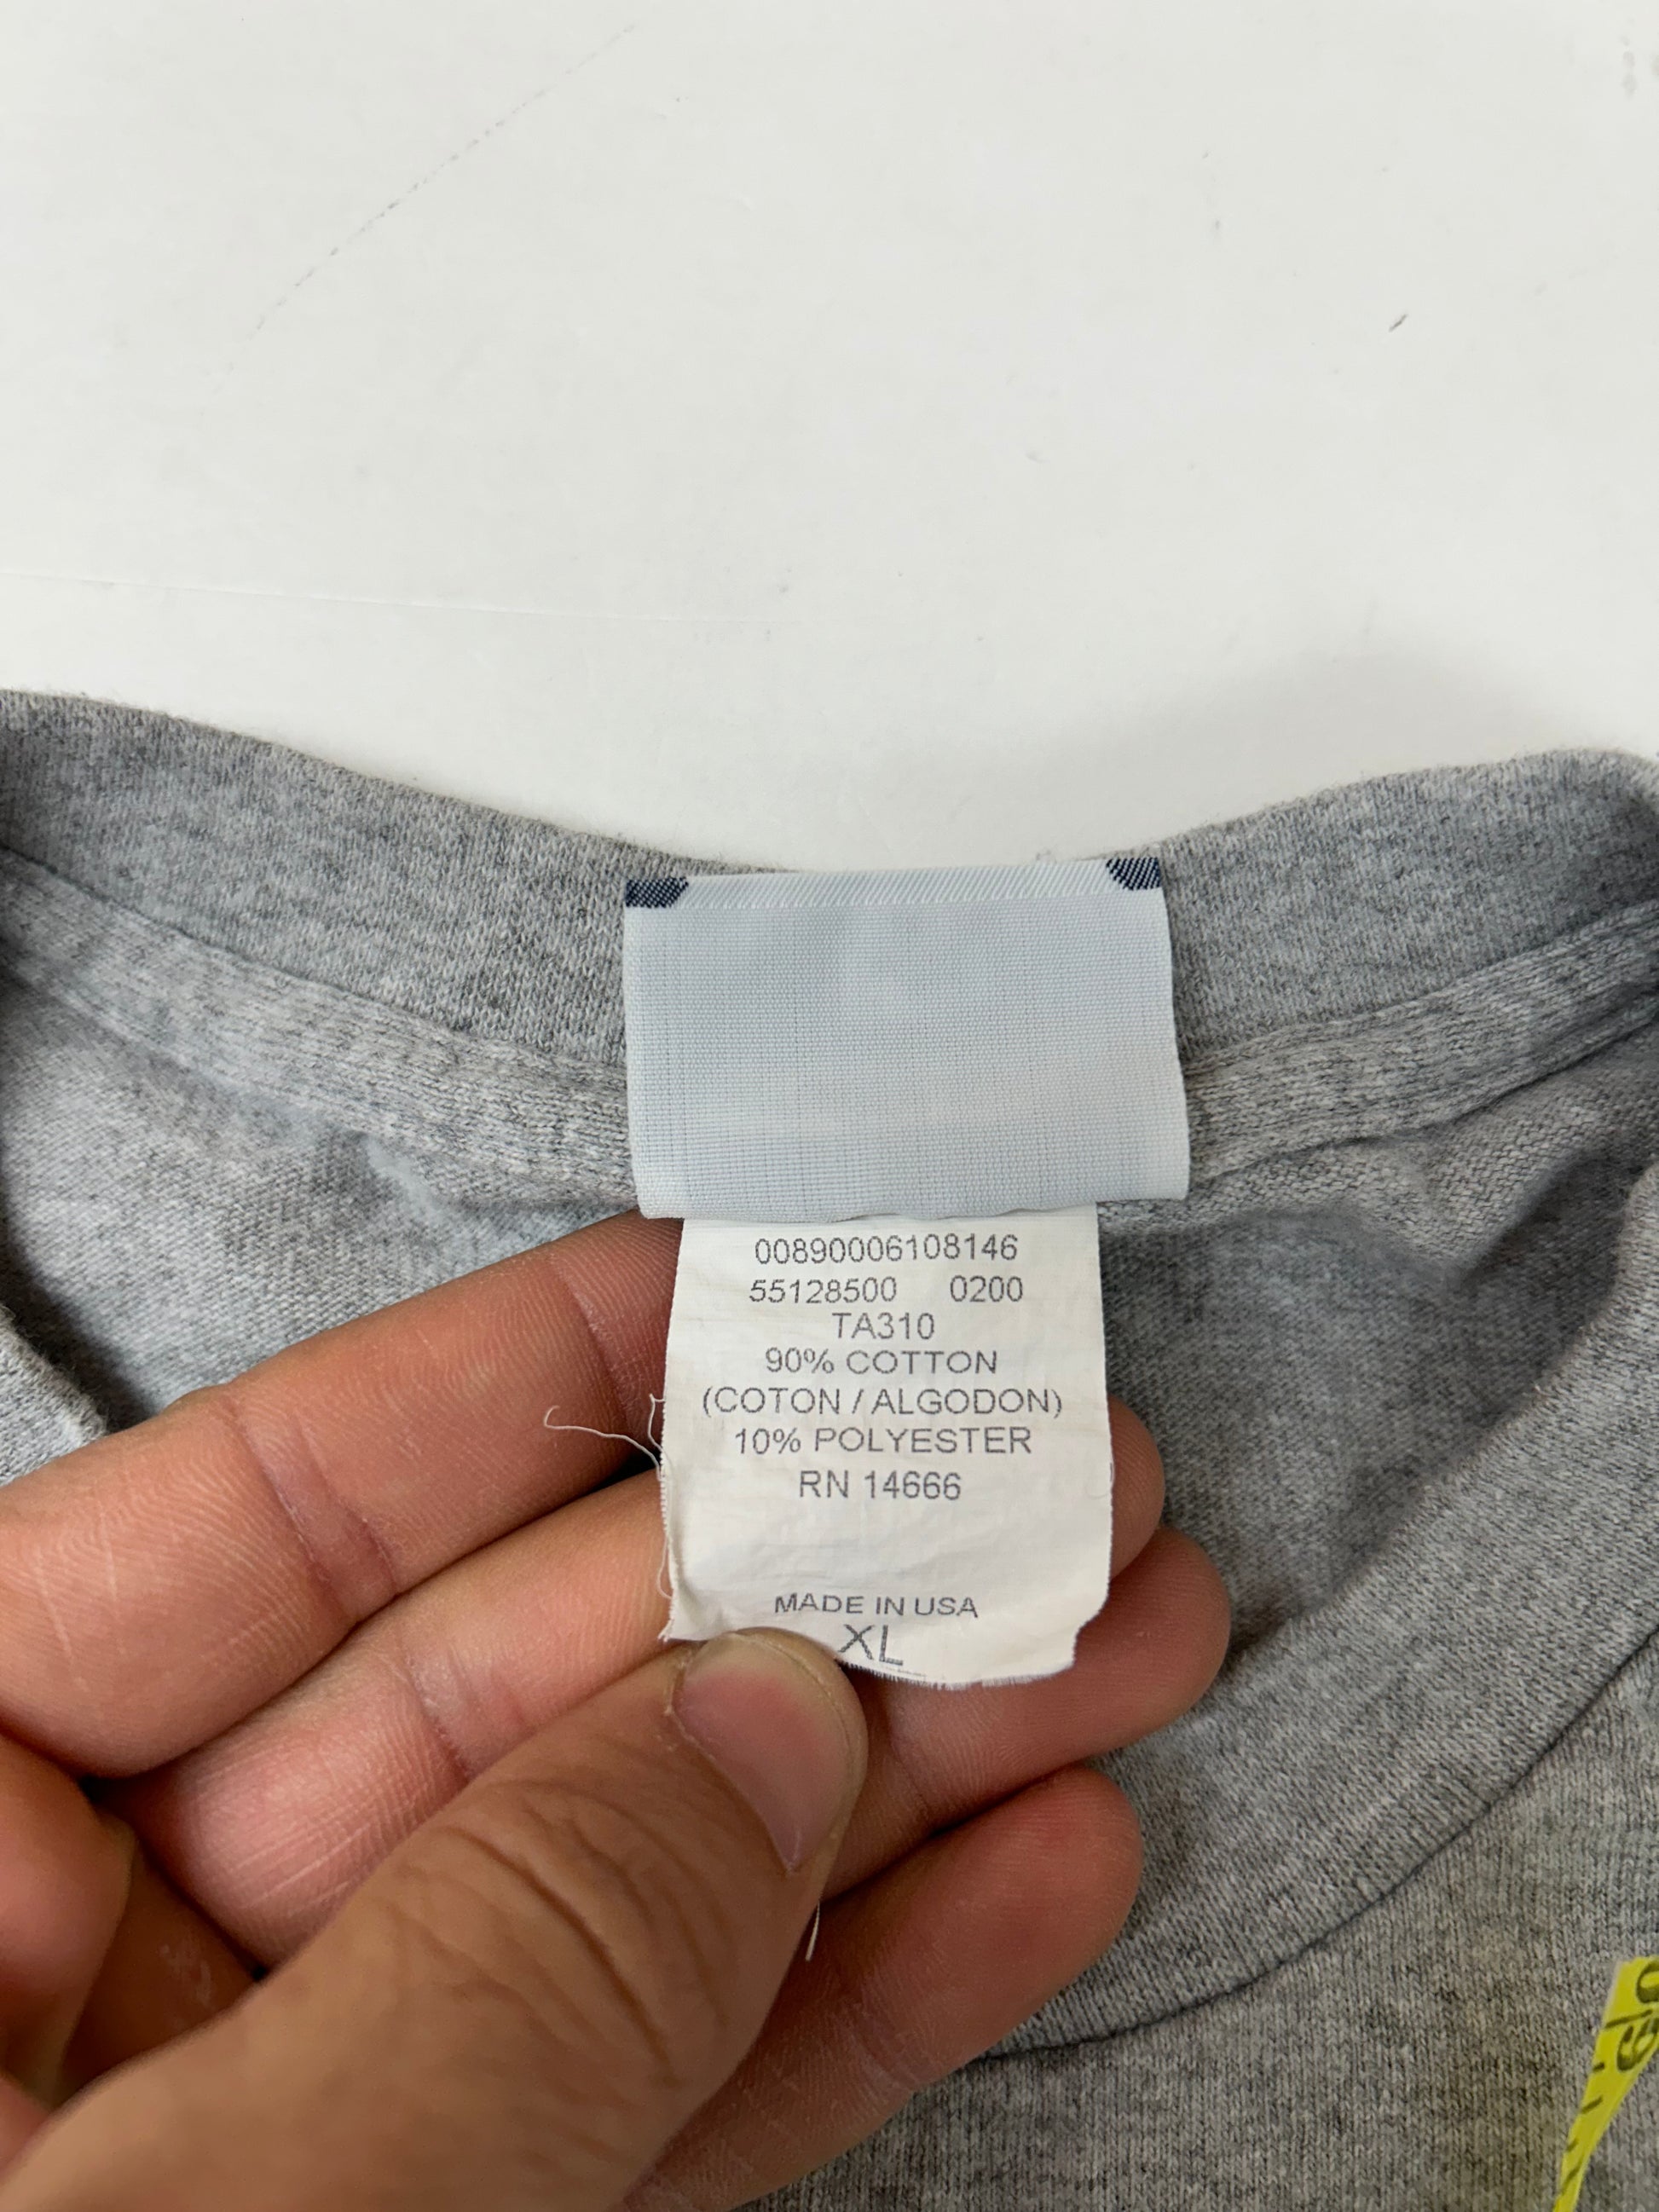 00890006108146
55128500 0200
TA310
90% COTTON
(COTON / ALGODON)
10% POLYESTER
RN 14666
MADE IN USA
XL